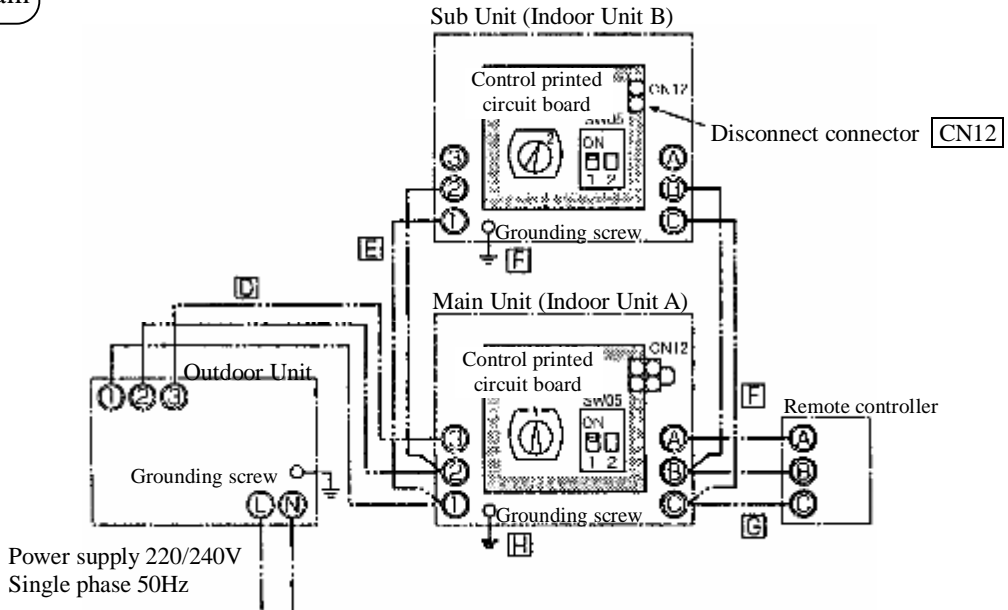 Sub Unit (Indoor Unit B)
Control printed
circuit board
CN12
Disconnect connector CN12
SW05
ON
1 2
2
3
2
1
A
B
C
Grounding screw
E
F
D
Main Unit (Indoor Unit A)
Control printed
circuit board
CN12
SW05
ON
1 2
1
Outdoor Unit
1 2 3
3
2
1
A
B
C
F
Remote controller
A
B
C
Grounding screw
L N
Grounding screw
H
G
Power supply 220/240V
Single phase 50Hz